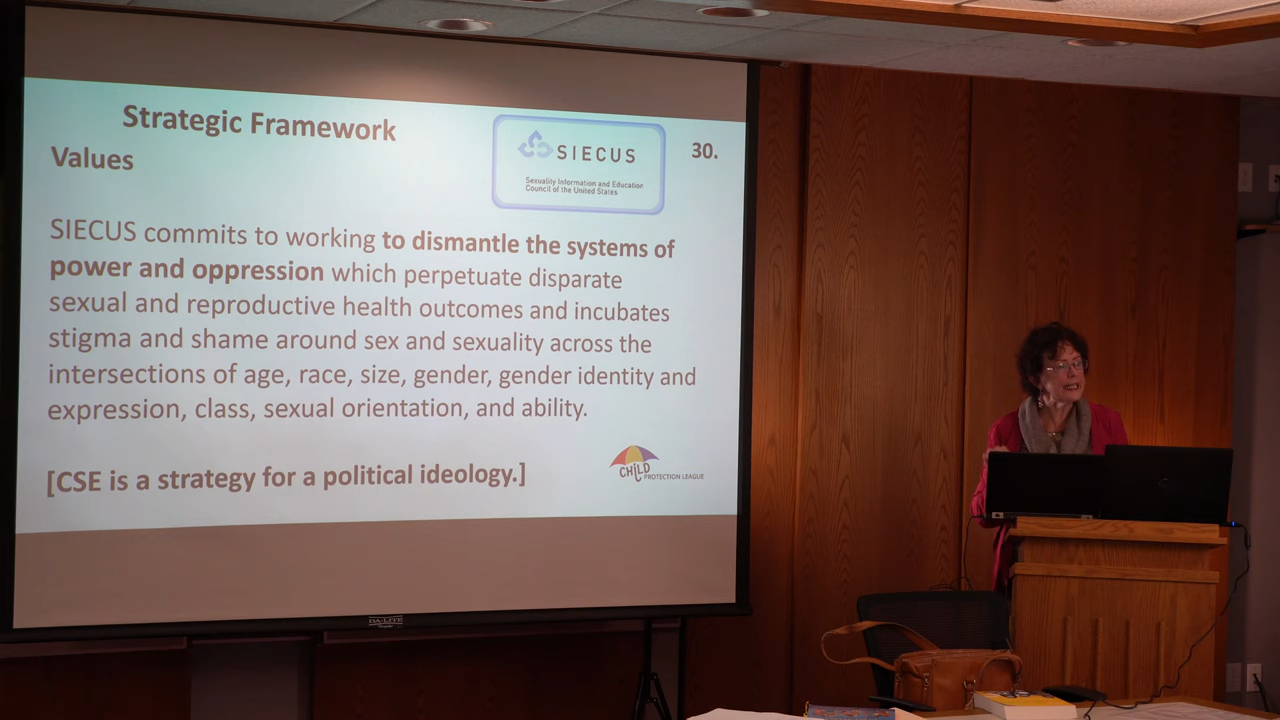 Strategic Framework
Values
SIECUS
Sexuality Information and Education
Council of the United States
30.
SIECUS commits to working to dismantle the systems of
power and oppression which perpetuate disparate
sexual and reproductive health outcomes and incubates
stigma and shame around sex and sexuality across the
intersections of age, race, size, gender, gender identity and
expression, class, sexual orientation, and ability.
[CSE is a strategy for a political ideology.]
CHILD
PROTECTION LEAGUE
DA-LITE